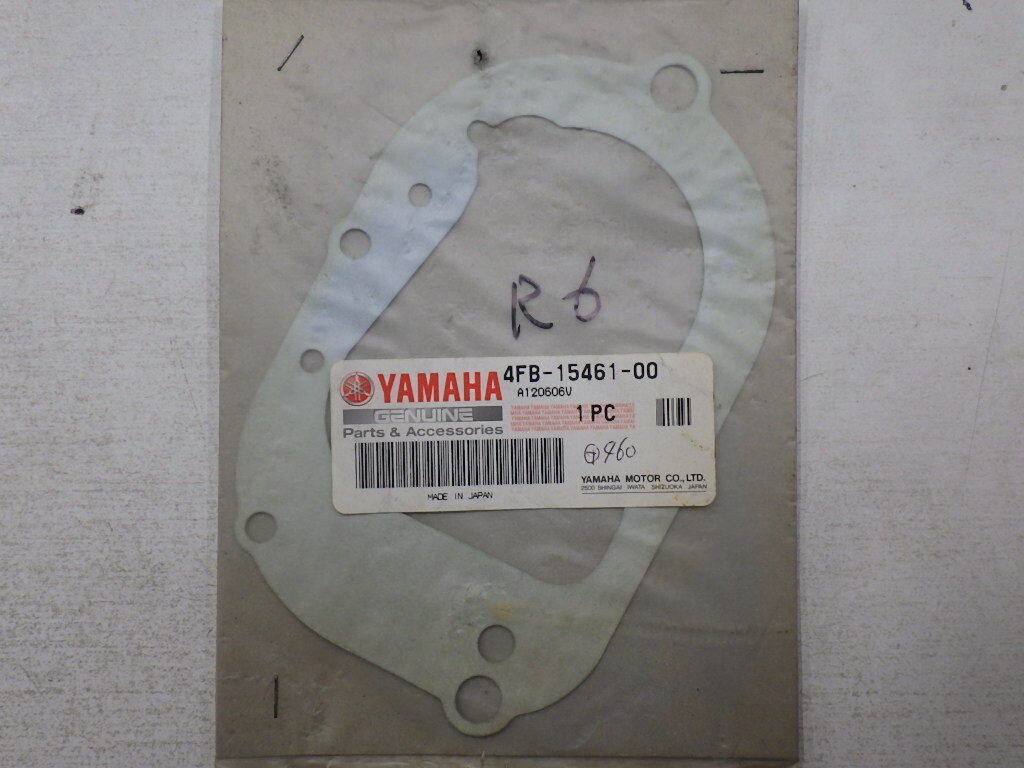 R6
YAMAHA
4FB-15461-00
A120606V
GENUINE
1 PC
Parts & Accessories
460
YAMAHA MOTOR CO.,LTD.
2500 SHINGAI IWATA SHIZUOKA JAPAN
MADE IN JAPAN